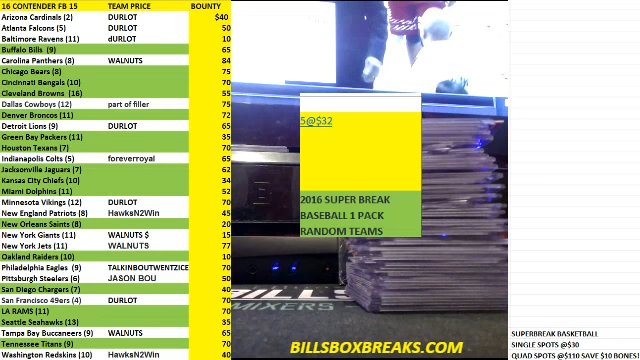 16 CONTENDER FB 15 TEAM PRICE BOUNTY
Arizona Cardinals (2) DURLOT $40
Atlanta Falcons (5) DURLOT 50
Baltimore Ravens (11) dURLOT 10
Buffalo Bills (9) 65
Carolina Panthers (8) WALNUTS 84
Chicago Bears (8) 75
Cincinnati Bengals (10) 70
Cleveland Browns (16) 55
Dallas Cowboys (12) part of filler 75
Denver Broncos (11) 72
Detroit Lions (9) DURLOT 65
Green Bay Packers (11) 35
Houston Texans (7) 70
Indianapolis Colts (5) foreverroyal 65
Jacksonville Jaguars (7) 62
Kansas City Chiefs (10) 34
Miami Dolphins (11) 52
Minnesota Vikings (12) DURLOT 70
New England Patriots (8) HawksN2Win 45
New Orleans Saints (8) 20
New York Giants (11) WALNUTS $ 15
New York Jets (11) WALNUTS 77
Oakland Raiders (10) 10
Philadelphia Eagles (9) TALKINBOUTWENTZICE 70
Pittsburgh Steelers (6) JASON BOU 50
San Diego Chargers (7) 40
San Francisco 49ers (4) DURLOT 70
LA RAMS (11) 70
Seattle Seahawks (13) 35
Tampa Bay Buccaneers (9) WALNUTS 65
Tennessee Titans (9) 70
Washington Redskins (10) HawksN2Win 40
5@$32
2016 SUPER BREAK
BASEBALL 1 PACK
RANDOM TEAMS
MIXERS
BILLSBOXBREAKS.COM
SUPERBREAK BASKETBALL
SINGLE SPOTS @$30
QUAD SPOTS @$110 SAVE $10 BONES!